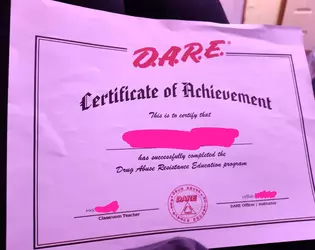 D.A.R.E.®
Certificate of Achievement
This is to certify that
has successfully completed the
Drug Abuse Resistance Education program
Classroom Teacher
DARE
DARE Officer / Instructor